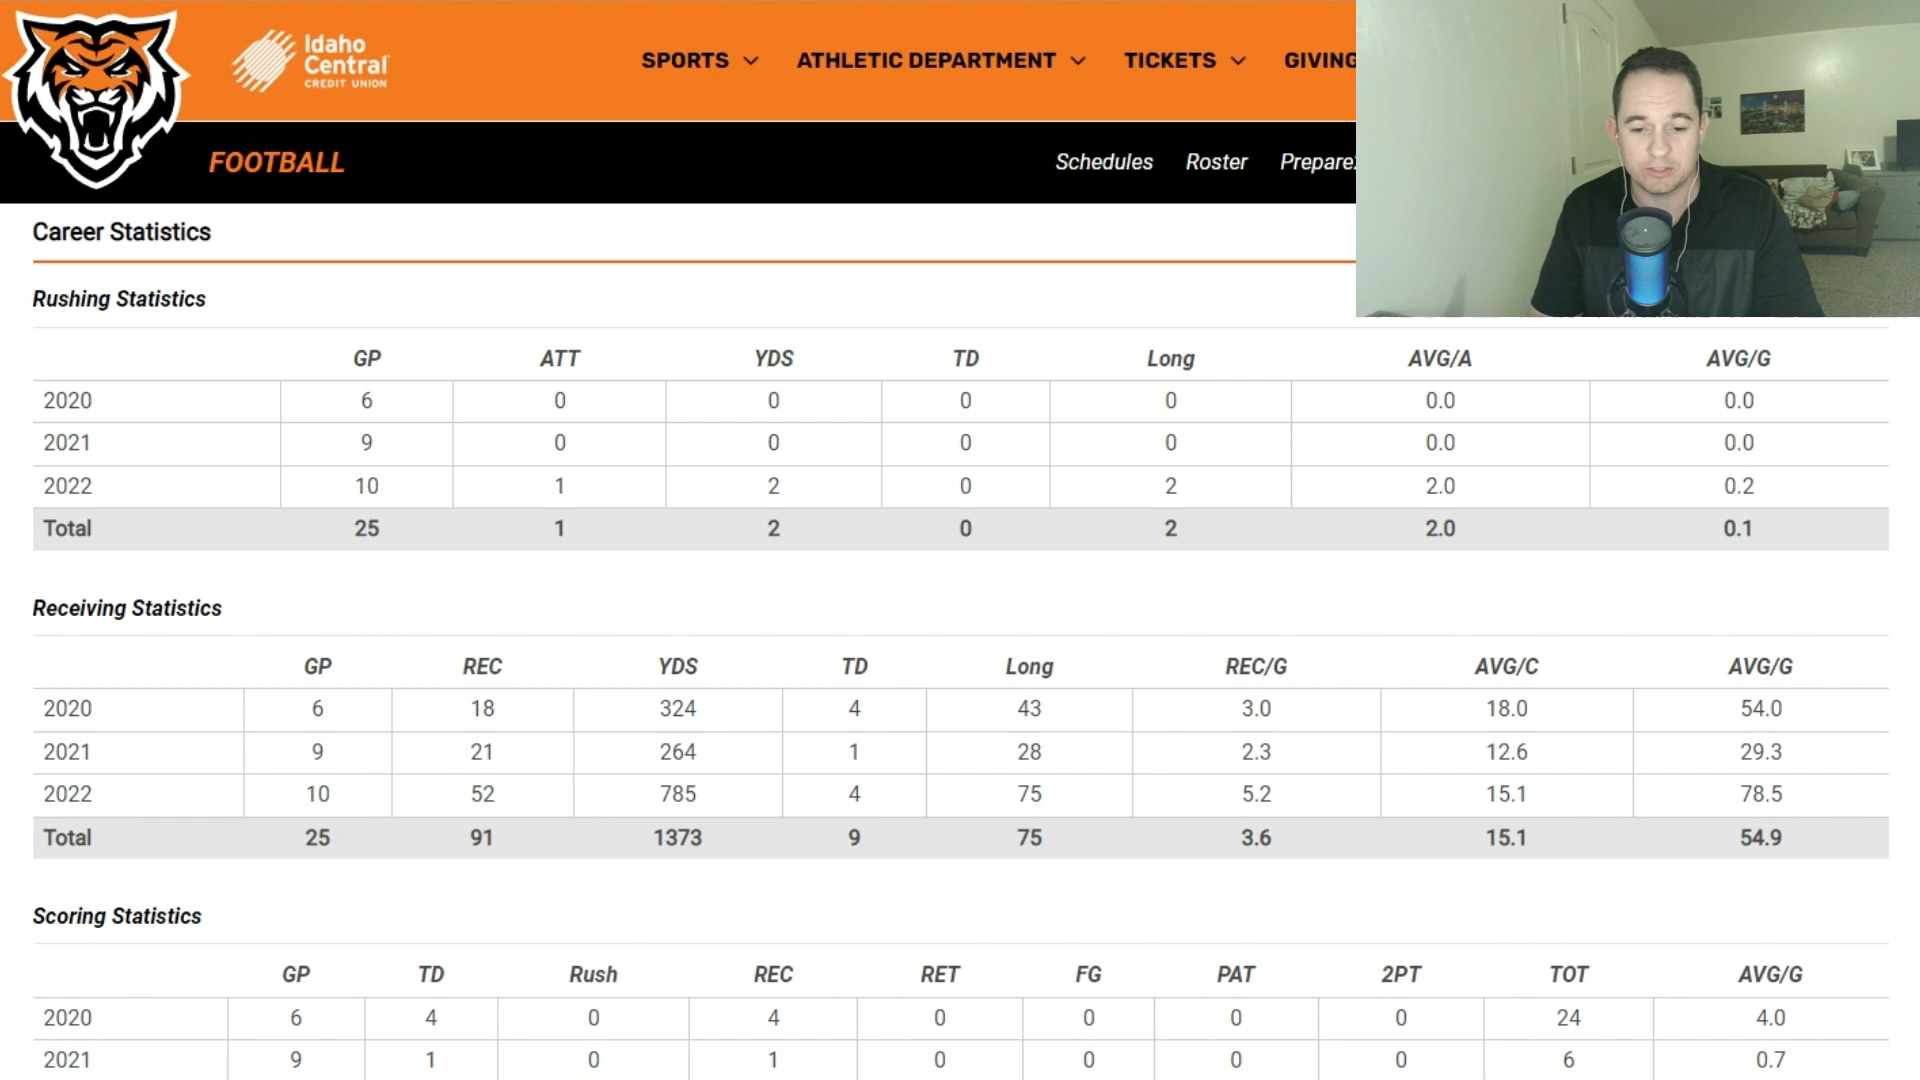 Idaho
Central
CREDIT UNION
SPORTS ATHLETIC DEPARTMENT TICKETS GIVING
FOOTBALL Schedules Roster Prepare
Career Statistics
Rushing Statistics
GP ATT YDS TD Long AVG/A AVG/G
2020 6 0 0 0 0 0.0 0.0
2021 9 0 0 0 0 0.0 0.0
2022 10 1 2 0 2 2.0 0.2
Total 25 1 2 0 2 2.0 0.1
Receiving Statistics
GP REC YDS TD Long REC/G AVG/C AVG/G
2020 6 18 324 4 43 3.0 18.0 54.0
2021 9 21 264 1 28 2.3 12.6 29.3
2022 10 52 785 4 75 5.2 15.1 78.5
Total 25 91 1373 9 75 3.6 15.1 54.9
Scoring Statistics
GP TD Rush REC RET FG PAT 2PT TOT AVG/G
2020 6 4 0 4 0 0 0 0 24 4.0
2021 9 1 0 1 0 0 0 0 6 0.7